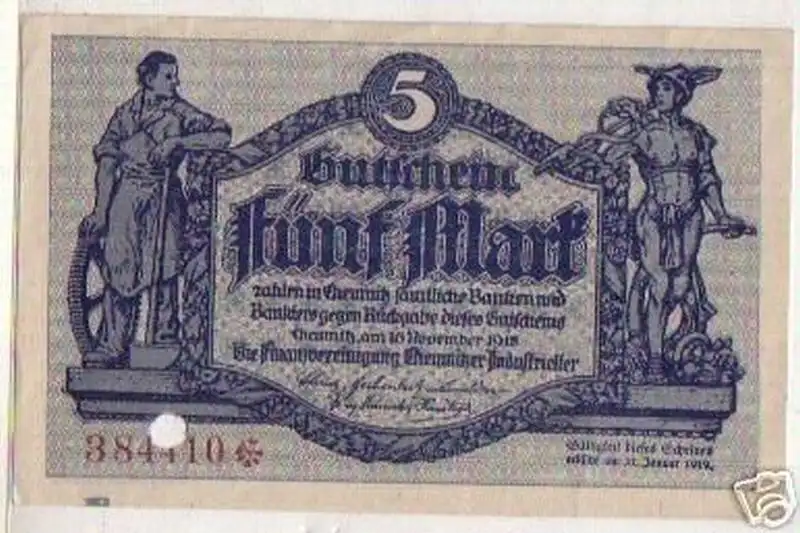 5
Gutschein
Fünf Mark
zahlen in Chemnitz sämtliche Banken und
Bankiers gegen Rückgabe dieses Gutscheins
Chemnitz, am 16 November 1918
Die Finanzvereinigung Chemnitzer Industrieller
Gültigkeit dieses Scheines
erlischt am 31. Januar 1919.